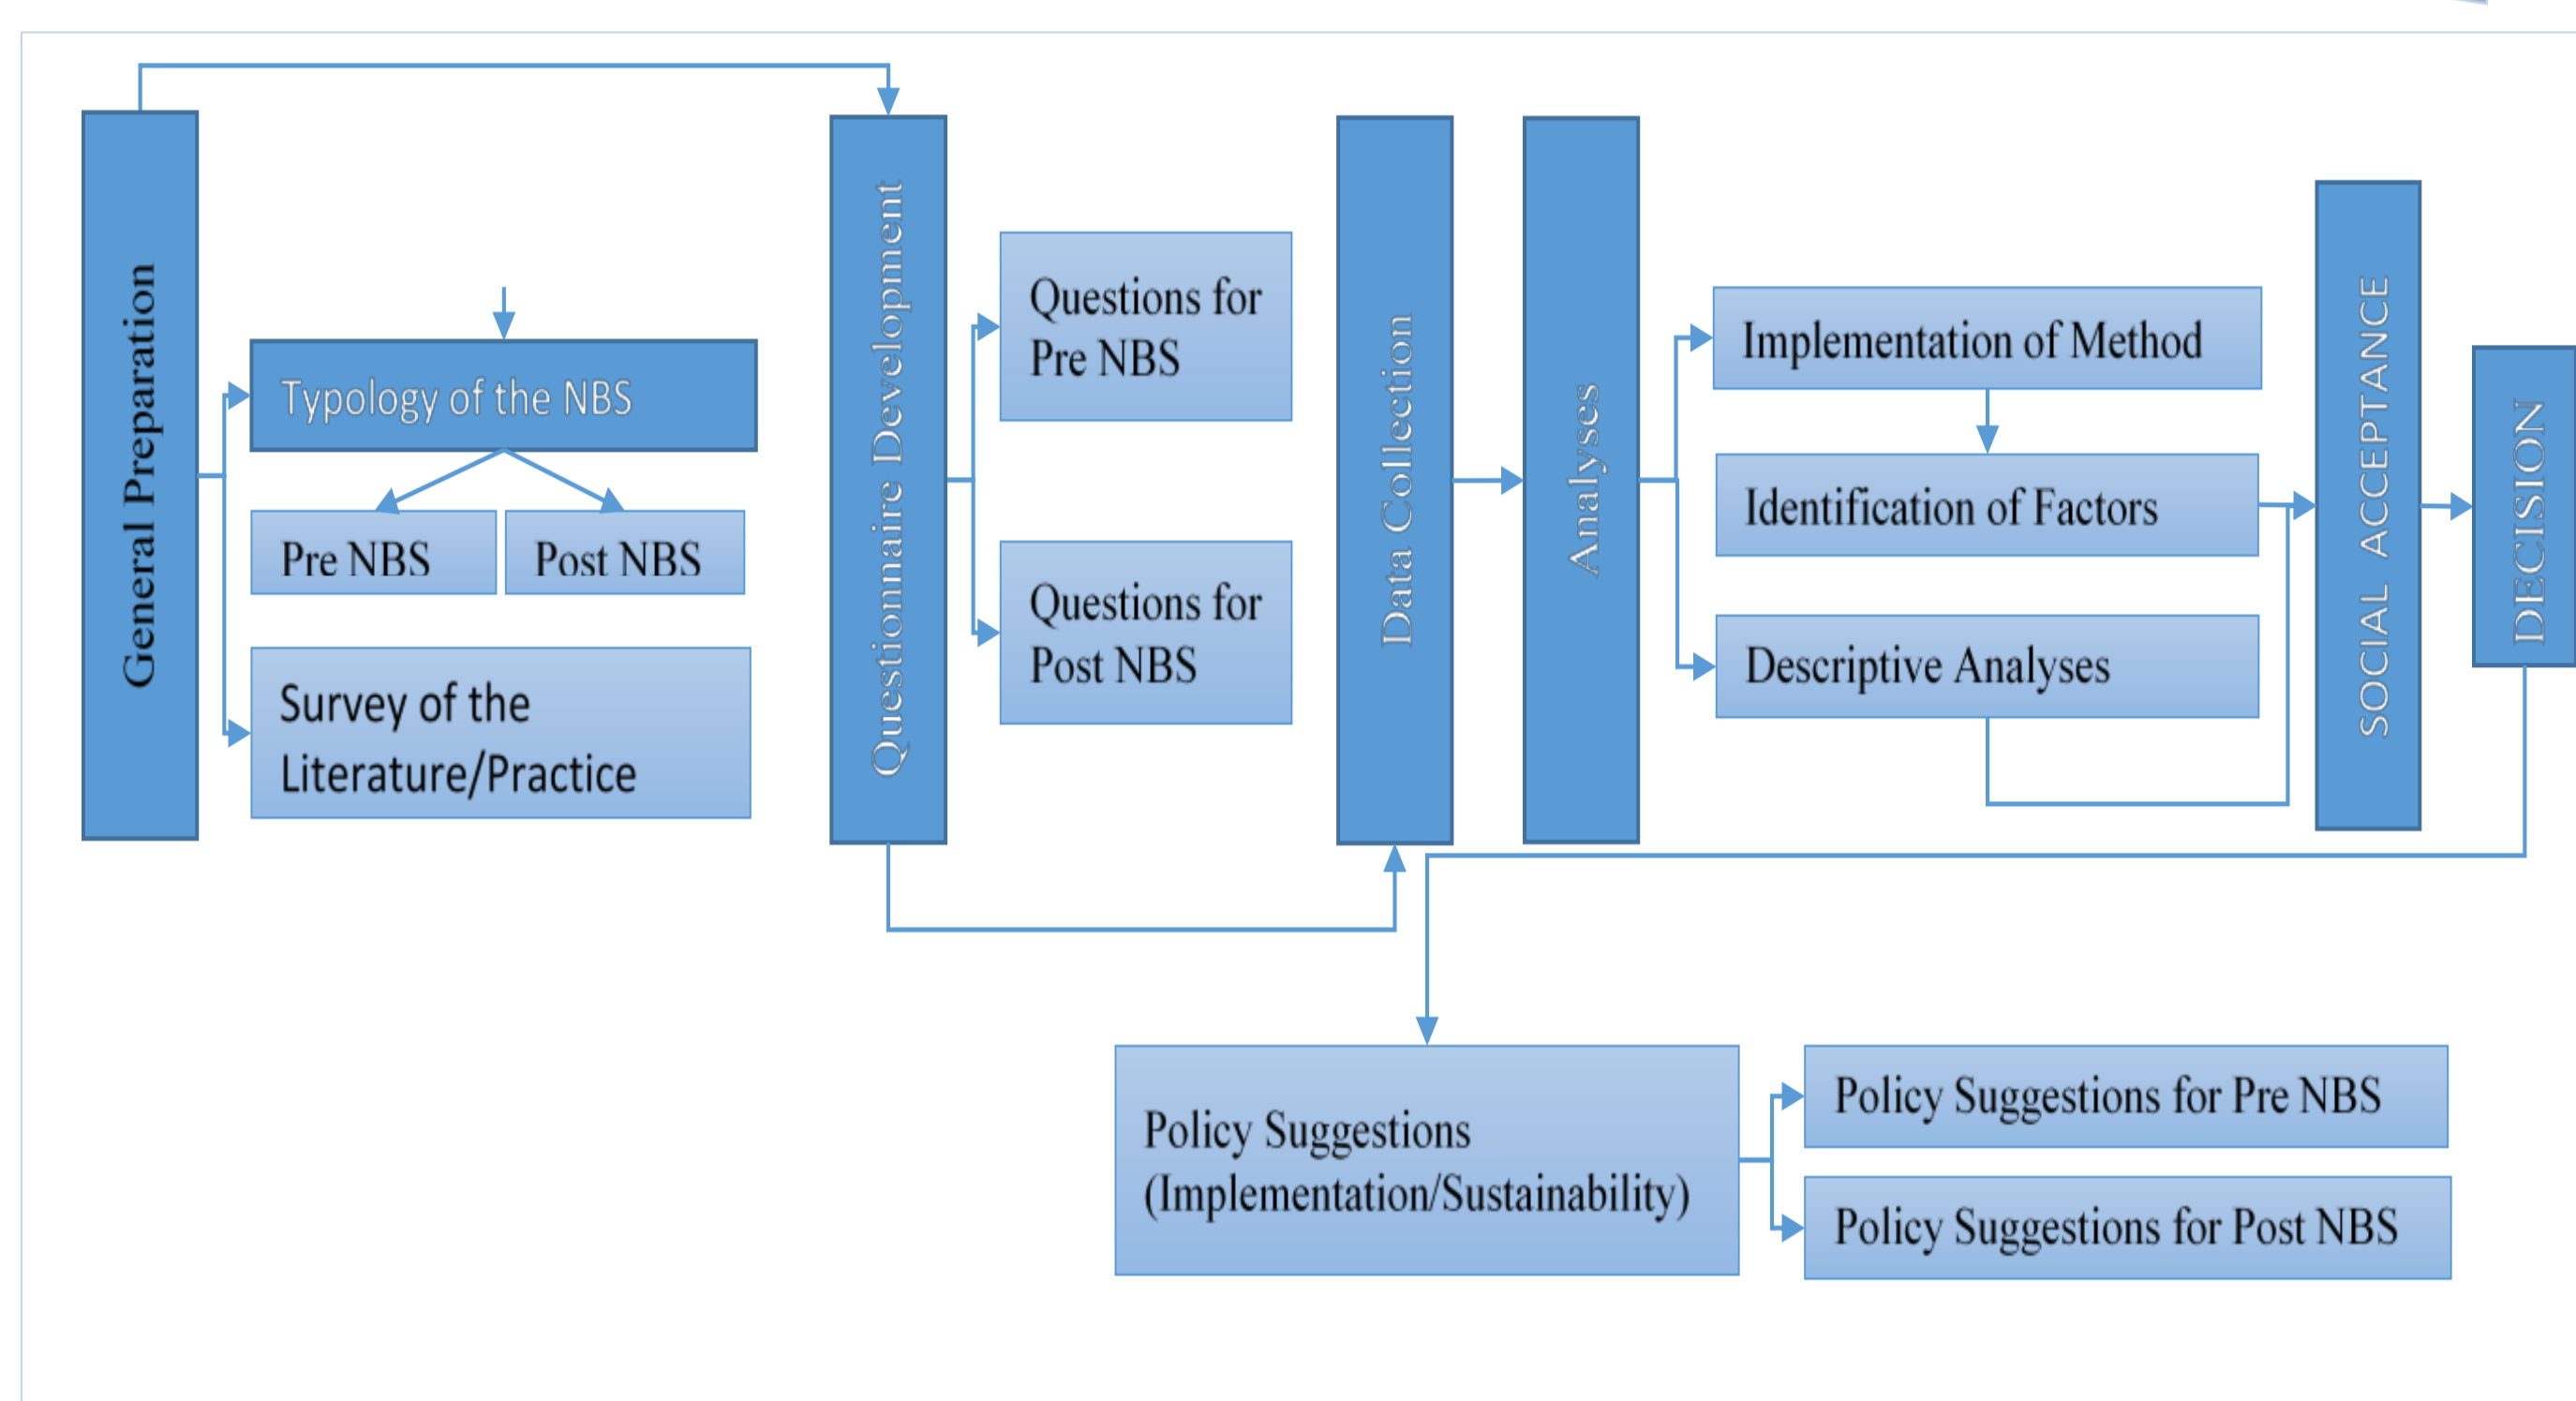 General Preparation
Typology of the NBS
Pre NBS
Post NBS
Survey of the
Literature/Practice
Questionnaire Development
Questions for
Pre NBS
Questions for
Post NBS
Data Collection
Analyses
Implementation of Method
Identification of Factors
Descriptive Analyses
SOCIAL ACCEPTANCE
DECISION
Policy Suggestions
(Implementation/Sustainability)
Policy Suggestions for Pre NBS
Policy Suggestions for Post NBS